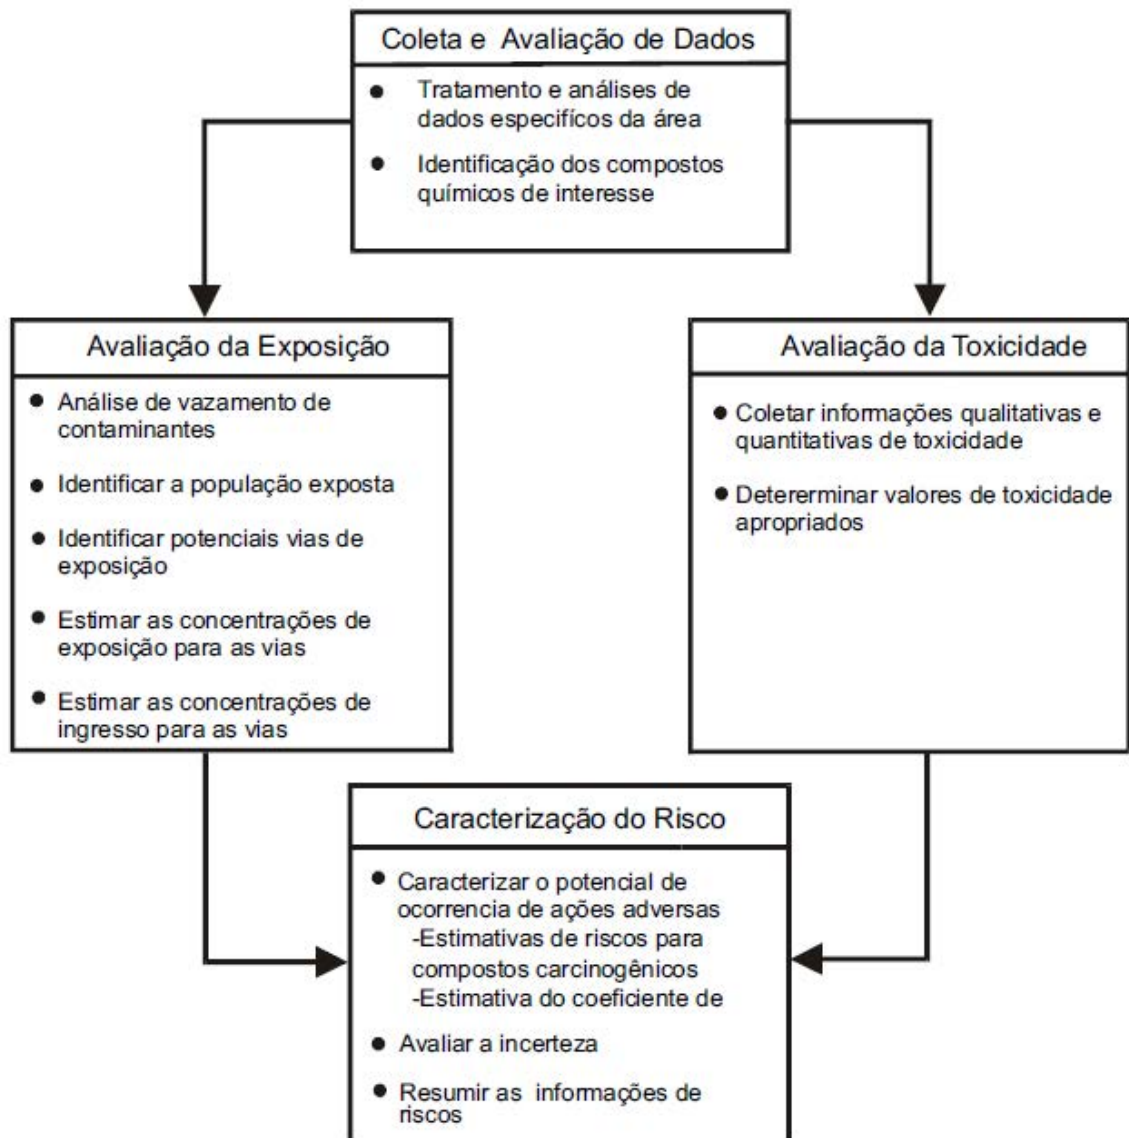 Coleta e Avaliação de Dados
● Tratamento e análises de
dados especifícos da área
● Identificação dos compostos
químicos de interesse
Avaliação da Exposição
● Análise de vazamento de
contaminantes
● Identificar a população exposta
● Identificar potenciais vias de
exposição
● Estimar as concentrações de
exposição para as vias
● Estimar as concentrações de
ingresso para as vias
Avaliação da Toxicidade
● Coletar informações qualitativas e
quantitativas de toxicidade
● Detererminar valores de toxicidade
apropriados
Caracterização do Risco
● Caracterizar o potencial de
ocorrencia de ações adversas
-Estimativas de riscos para
compostos carcinogênicos
-Estimativa do coeficiente de
● Avaliar a incerteza
● Resumir as informações de
riscos